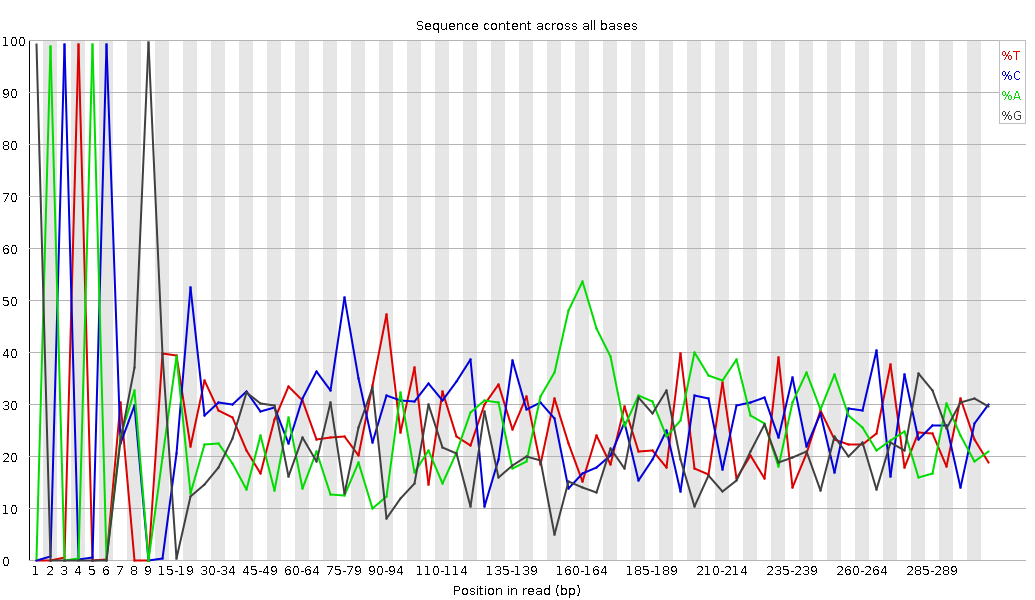 Sequence content across all bases
100
90
80
70
60
50
40
30
20
10
0
%T
%C
%A
%G
1 2 3 4 5 6 7 8 9 15-19 30-34 45-49 60-64 75-79 90-94 110-114 135-139 160-164 185-189 210-214 235-239 260-264 285-289
Position in read (bp)